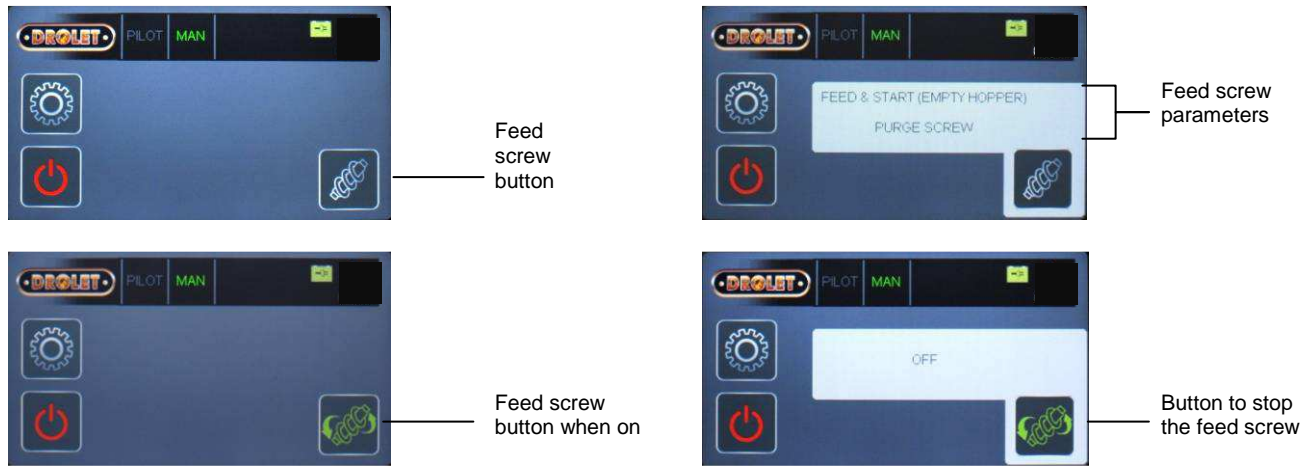 DROLET PILOT MAN
Feed
screw
button
DROLET PILOT MAN
FEED & START (EMPTY HOPPER)
PURGE SCREW
Feed screw
parameters
DROLET PILOT MAN
Feed screw
button when on
DROLET PILOT MAN
OFF
Button to stop
the feed screw